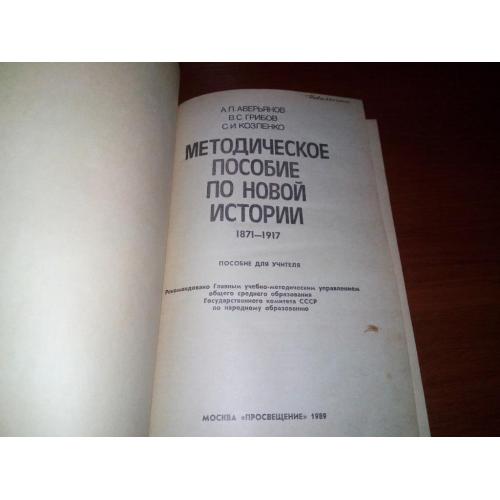 А. П. АВЕРЬЯНОВ
В. С. ГРИБОВ
С. И. КОЗЛЕНКО
МЕТОДИЧЕСКОЕ
ПОСОБИЕ
ПО НОВОЙ
ИСТОРИИ
1871—1917
ПОСОБИЕ ДЛЯ УЧИТЕЛЯ
Рекомендовано Главным учебно-методическим управлением
общего среднего образования
Государственного комитета СССР
по народному образованию
МОСКВА «ПРОСВЕЩЕНИЕ» 1989